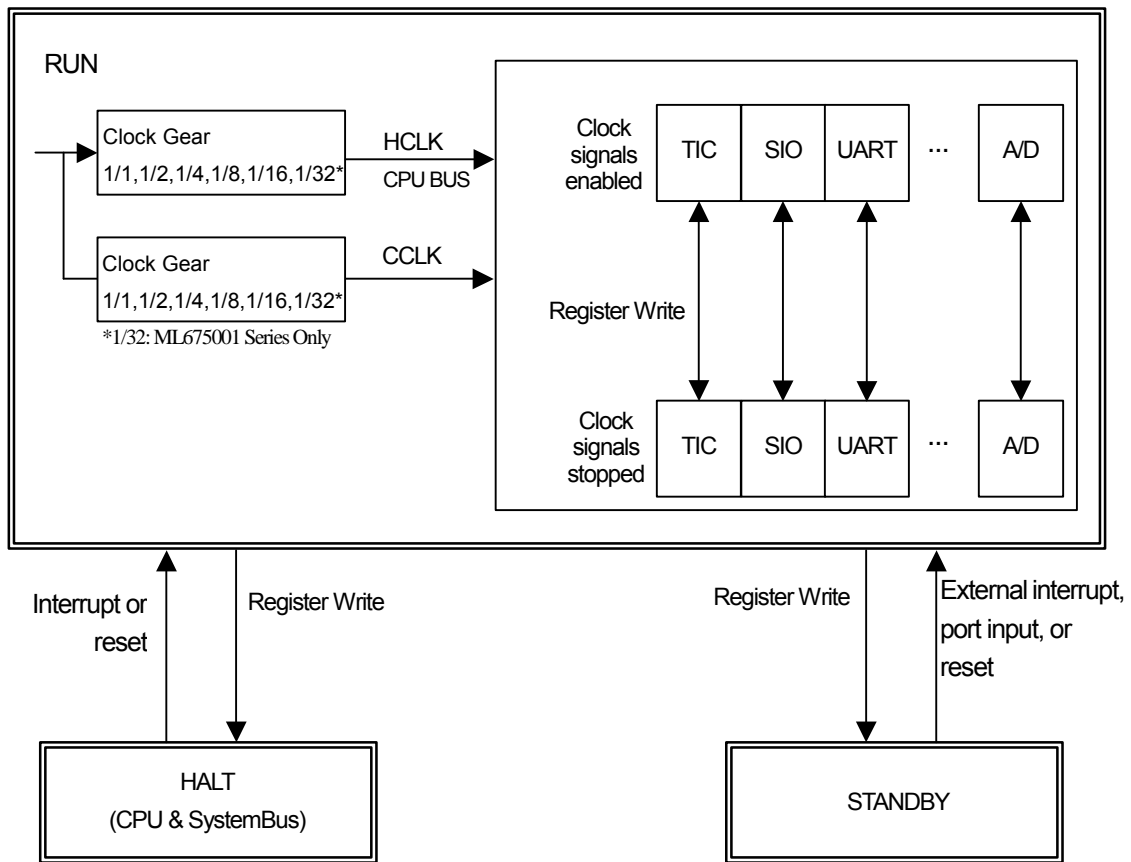 RUN
Clock Gear
1/1,1/2,1/4,1/8,1/16,1/32*
HCLK
CPU BUS
Clock Gear
1/1,1/2,1/4,1/8,1/16,1/32*
*1/32: ML675001 Series Only
CCLK
Clock
signals
enabled
TIC
SIO
UART
...
A/D
Register Write
Clock
signals
stopped
TIC
SIO
UART
...
A/D
Interrupt or
reset
Register Write
Register Write
External interrupt,
port input, or
reset
HALT
(CPU & SystemBus)
STANDBY